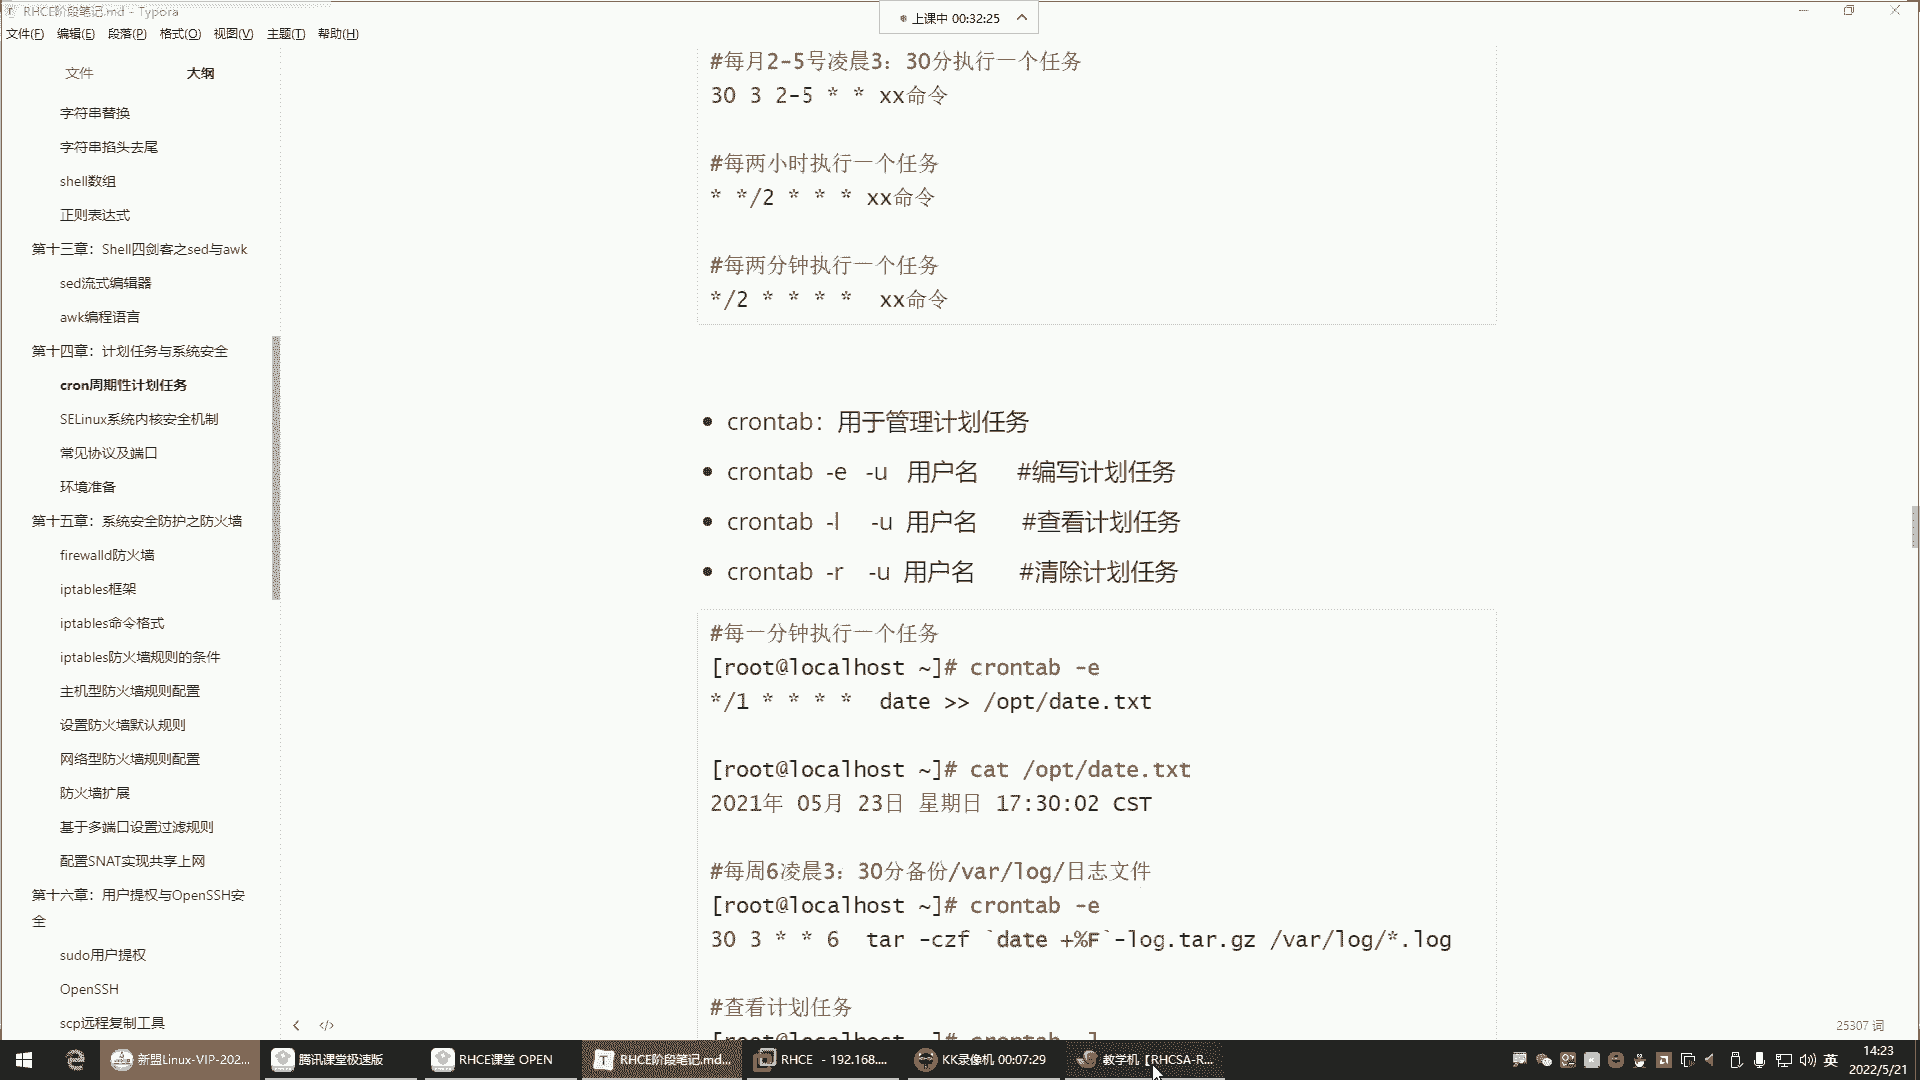 RHCE阶段笔记.md - Typora
上课中 00:32:25
文件(F) 编辑(E) 段落(P) 格式(O) 视图(V) 主题(T) 帮助(H)
文件 大纲
字符串替换
字符串掐头去尾
shell数组
正则表达式
第十三章：Shell四剑客之sed与awk
sed流式编辑器
awk编程语言
第十四章：计划任务与系统安全
cron周期性计划任务
SELinux系统内核安全机制
常见协议及端口
环境准备
第十五章：系统安全防护之防火墙
firewalld防火墙
iptables框架
iptables命令格式
iptables防火墙规则的条件
主机型防火墙规则配置
设置防火墙默认规则
网络型防火墙规则配置
防火墙扩展
基于多端口设置过滤规则
配置SNAT实现共享上网
第十六章：用户提权与OpenSSH安
全
sudo用户提权
OpenSSH
scp远程复制工具
#每月2-5号凌晨3：30分执行一个任务
30 3 2-5 * * xx命令
#每两小时执行一个任务
* */2 * * * xx命令
#每两分钟执行一个任务
*/2 * * * *  xx命令
• crontab：用于管理计划任务
• crontab -e -u 用户名 #编写计划任务
• crontab -l -u 用户名 #查看计划任务
• crontab -r -u 用户名 #清除计划任务
#每一分钟执行一个任务
[root@localhost ~]# crontab -e
*/1 * * * *  date >> /opt/date.txt
[root@localhost ~]# cat /opt/date.txt
2021年 05月 23日 星期日 17:30:02 CST
#每周6凌晨3：30分备份/var/log/日志文件
[root@localhost ~]# crontab -e
30 3 * * 6  tar -czf `date +%F`-log.tar.gz /var/log/*.log
#查看计划任务
[root@localhost ~]# crontab -l
25307 词
新盟Linux-VIP-202... 腾讯课堂极速版 RHCE课堂 OPEN RHCE阶段笔记.md... RHCE - 192.168.... KK录像机 00:07:29 教学机 [RHCSA-R... 英 14:23
2022/5/21